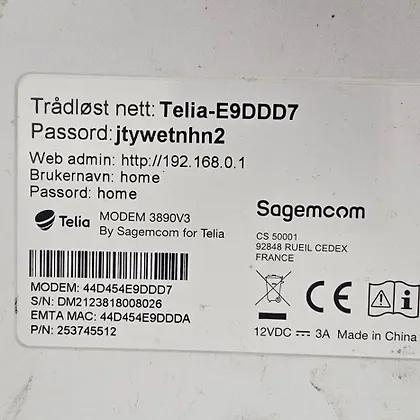 Trådløst nett: Telia-E9DDD7
Passord: jtywetnhn2
Web admin: http://192.168.0.1
Brukernavn: home
Passord: home
Telia
MODEM 3890V3
By Sagemcom for Telia
MODEM: 44D454E9DDD7
S/N: DM2123818008026
EMTA MAC: 44D454E9DDDA
P/N: 253745512
Sagemcom
CS 50001
92848 RUEIL CEDEX
FRANCE
CE
12VDC ⎓ 3A Made in China